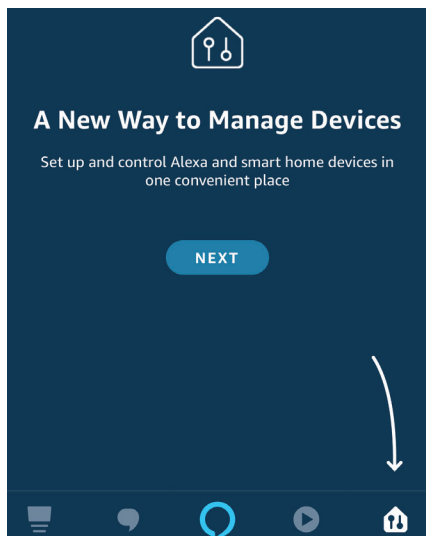 A New Way to Manage Devices
Set up and control Alexa and smart home devices in
one convenient place
NEXT